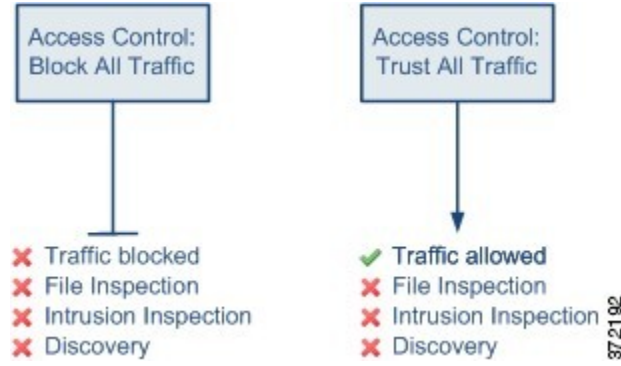 Access Control:
Block All Traffic
Traffic blocked
File Inspection
Intrusion Inspection
Discovery
Access Control:
Trust All Traffic
Traffic allowed
File Inspection
Intrusion Inspection
Discovery
372192